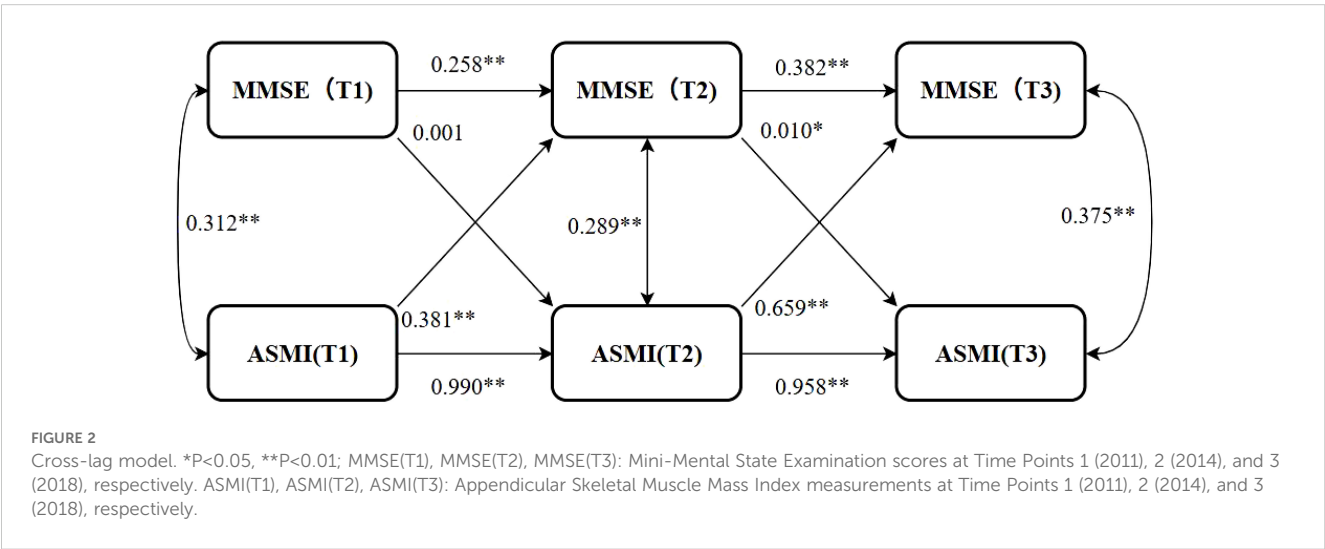 0.258**
0.382**
MMSE（T1)
MMSE（T2)
MMSE（T3)
0.001
0.010*
0.312**
0.289**
0.375**
0.381**
0.659**
ASMI(T1)
ASMI(T2)
ASMI(T3)
0.990**
0.958**
FIGURE 2
Cross-lag model. *P<0.05, **P<0.01; MMSE(T1), MMSE(T2), MMSE(T3): Mini-Mental State Examination scores at Time Points 1 (2011), 2 (2014), and 3
(2018), respectively. ASMI(T1), ASMI(T2), ASMI(T3): Appendicular Skeletal Muscle Mass Index measurements at Time Points 1 (2011), 2 (2014), and 3
(2018), respectively.